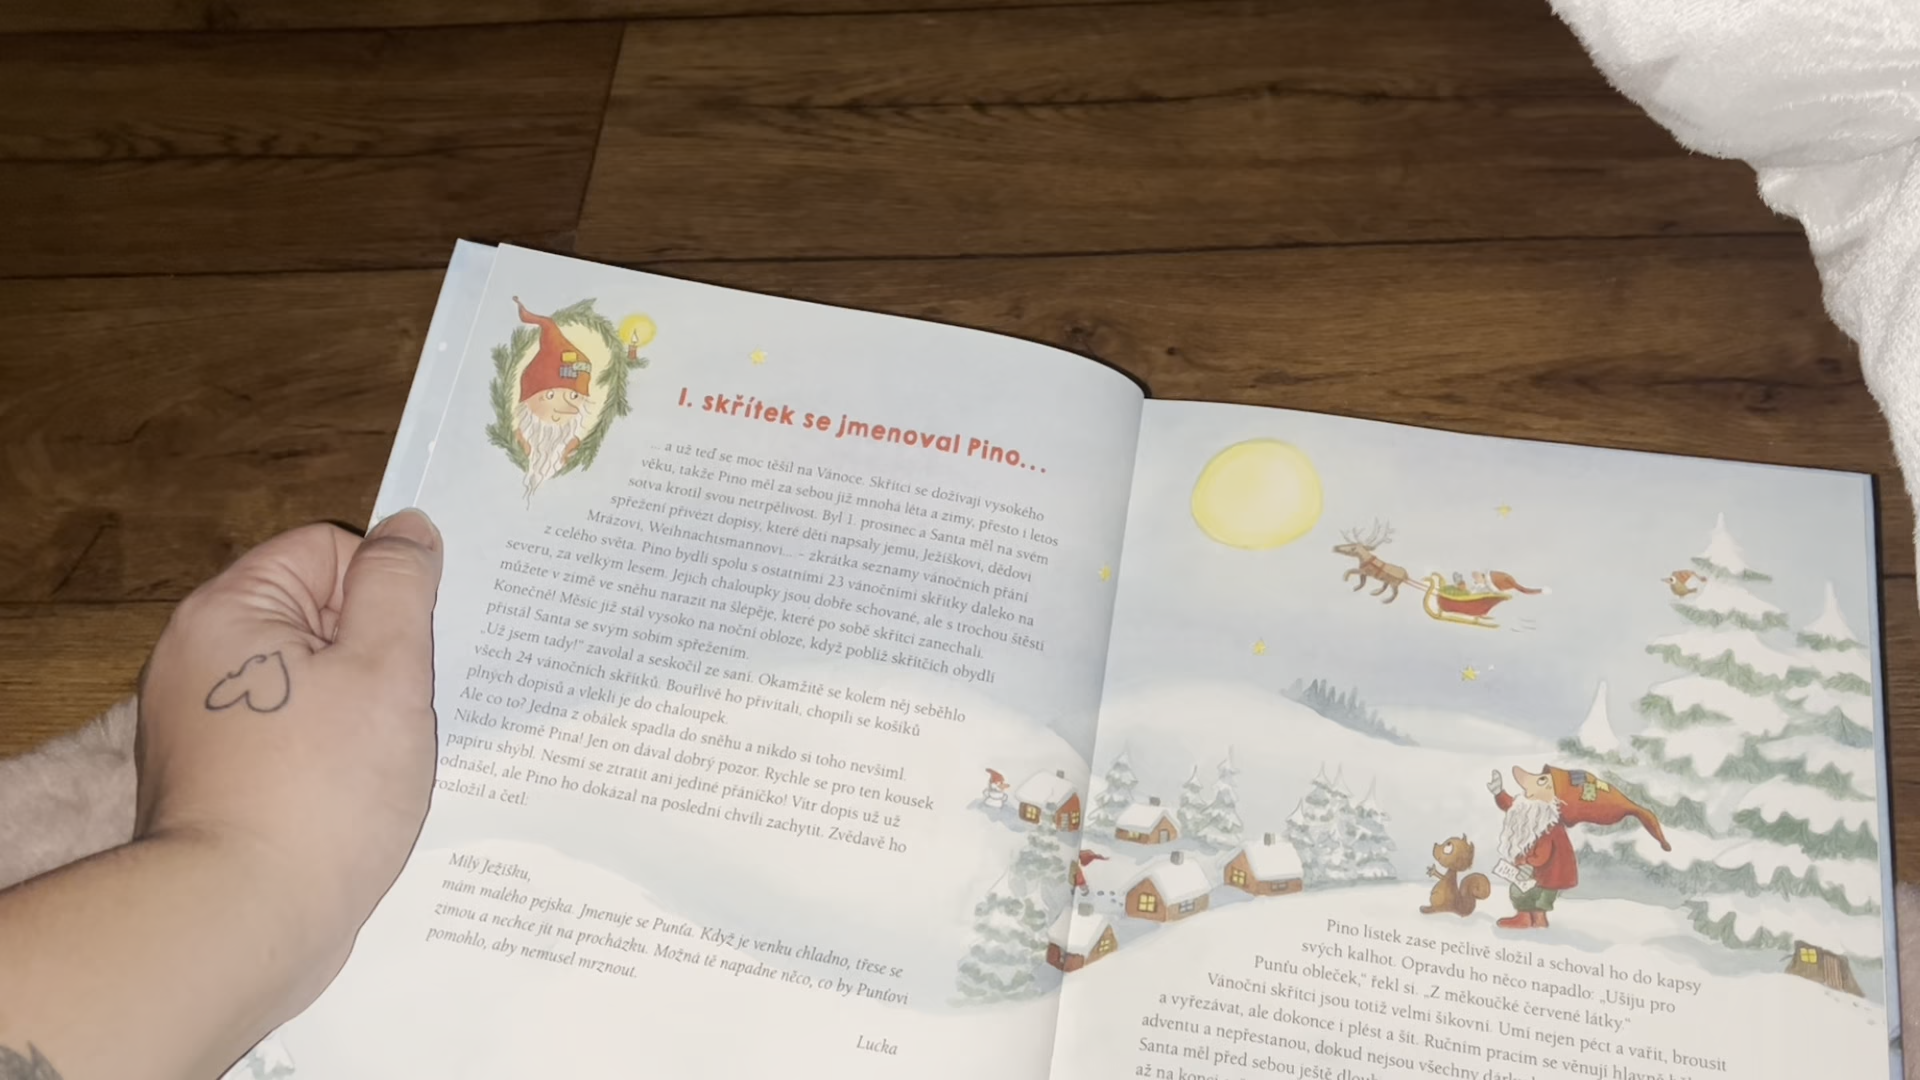 1. skřítek se jmenoval Pino...
... a už teď se moc těšil na Vánoce. Skřítci se dožívají vysokého
věku, takže Pino měl za sebou již mnohá léta a zimy, přesto i letos
sotva krotil svou netrpělivost. Byl 1. prosinec a Santa měl na svém
spřežení přivézt dopisy, které děti napsaly jemu, Ježíškovi, dědovi
Mrázovi, Weihnachtsmannovi... – zkrátka seznamy vánočních přání
z celého světa. Pino bydlí spolu s ostatními 23 vánočními skřítky daleko na
severu, za velkým lesem. Jejich chaloupky jsou dobře schované, ale s trochou štěstí
můžete v zimě ve sněhu narazit na šlépěje, které po sobě skřítci zanechali.
Konečně! Měsíc již stál vysoko na noční obloze, když poblíž skřítčích obydlí
přistál Santa se svým sobím spřežením.
„Už jsem tady!“ zavolal a seskočil ze saní. Okamžitě se kolem něj seběhlo
všech 24 vánočních skřítků. Bouřlivě ho přivítali, chopili se košíků
plných dopisů a vlekli je do chaloupek.
Ale co to? Jedna z obálek spadla do sněhu a nikdo si toho nevšiml.
Nikdo kromě Pina! Jen on dával dobrý pozor. Rychle se pro ten kousek
papíru shýbl. Nesmí se ztratit ani jediné přáníčko! Vítr dopis už už
odnášel, ale Pino ho dokázal na poslední chvíli zachytit. Zvědavě ho
rozložil a četl:
Milý Ježíšku,
mám malého pejska. Jmenuje se Punťa. Když je venku chladno, třese se
zimou a nechce jít na procházku. Možná tě napadne něco, co by Punťovi
pomohlo, aby nemusel mrznout.
Lucka
Pino lístek zase pečlivě složil a schoval ho do kapsy
svých kalhot. Opravdu ho něco napadlo: „Ušiju pro
Punťu obleček,“ řekl si. „Z měkoučké červené látky.“
Vánoční skřítci jsou totiž velmi šikovní. Umí nejen péct a vařit, brousit
a vyřezávat, ale dokonce i plést a šít. Ručním pracím se věnují hlavně
adventu a nepřestanou, dokud nejsou všechny
Santa měl před sebou ještě
až na